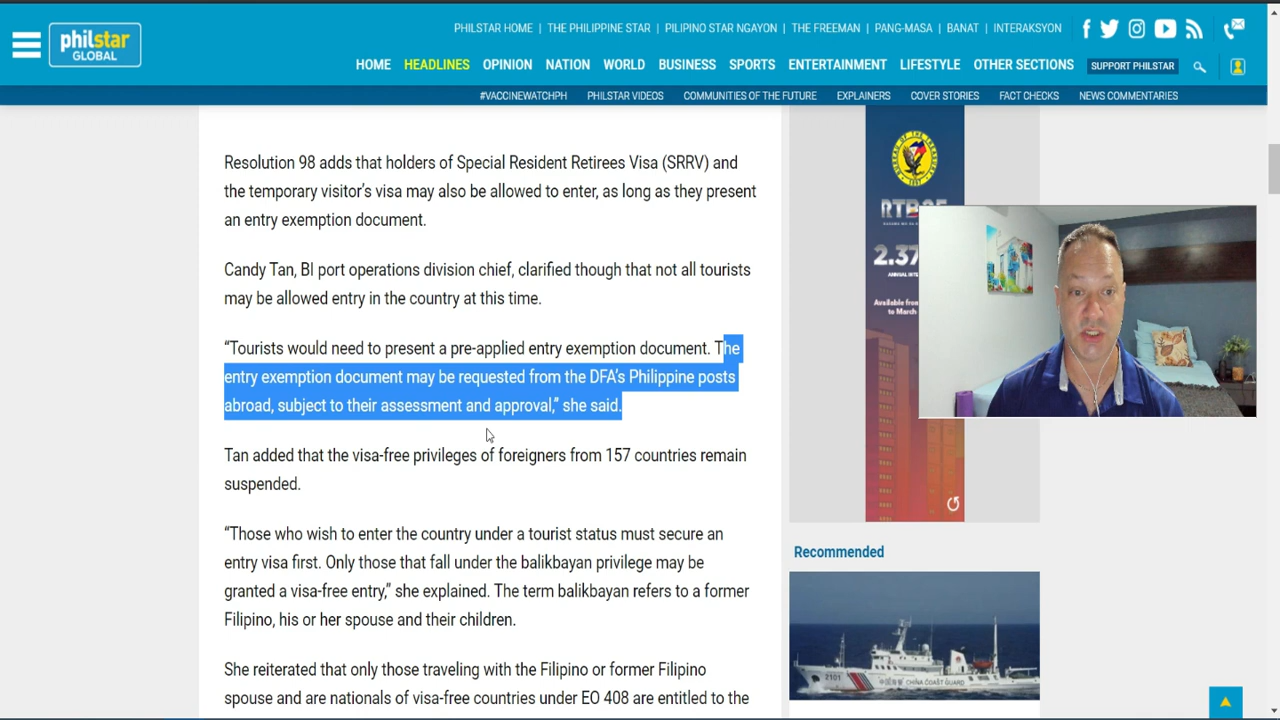 philstar
GLOBAL
PHILSTAR HOME | THE PHILIPPINE STAR | PILIPINO STAR NGAYON | THE FREEMAN | PANG-MASA | BANAT | INTERAKSYON
HOME HEADLINES OPINION NATION WORLD BUSINESS SPORTS ENTERTAINMENT LIFESTYLE OTHER SECTIONS SUPPORT PHILSTAR
#VACCINEWATCHPH PHILSTAR VIDEOS COMMUNITIES OF THE FUTURE EXPLAINERS COVER STORIES FACT CHECKS NEWS COMMENTARIES
Resolution 98 adds that holders of Special Resident Retirees Visa (SRRV) and
the temporary visitor’s visa may also be allowed to enter, as long as they present
an entry exemption document.
Candy Tan, BI port operations division chief, clarified though that not all tourists
may be allowed entry in the country at this time.
“Tourists would need to present a pre-applied entry exemption document. The
entry exemption document may be requested from the DFA’s Philippine posts
abroad, subject to their assessment and approval,” she said.
Tan added that the visa-free privileges of foreigners from 157 countries remain
suspended.
“Those who wish to enter the country under a tourist status must secure an
entry visa first. Only those that fall under the balikbayan privilege may be
granted a visa-free entry,” she explained. The term balikbayan refers to a former
Filipino, his or her spouse and their children.
She reiterated that only those traveling with the Filipino or former Filipino
spouse and are nationals of visa-free countries under EO 408 are entitled to the
2.37
Available from
to March
Recommended
2101
CHINA COAST GUARD